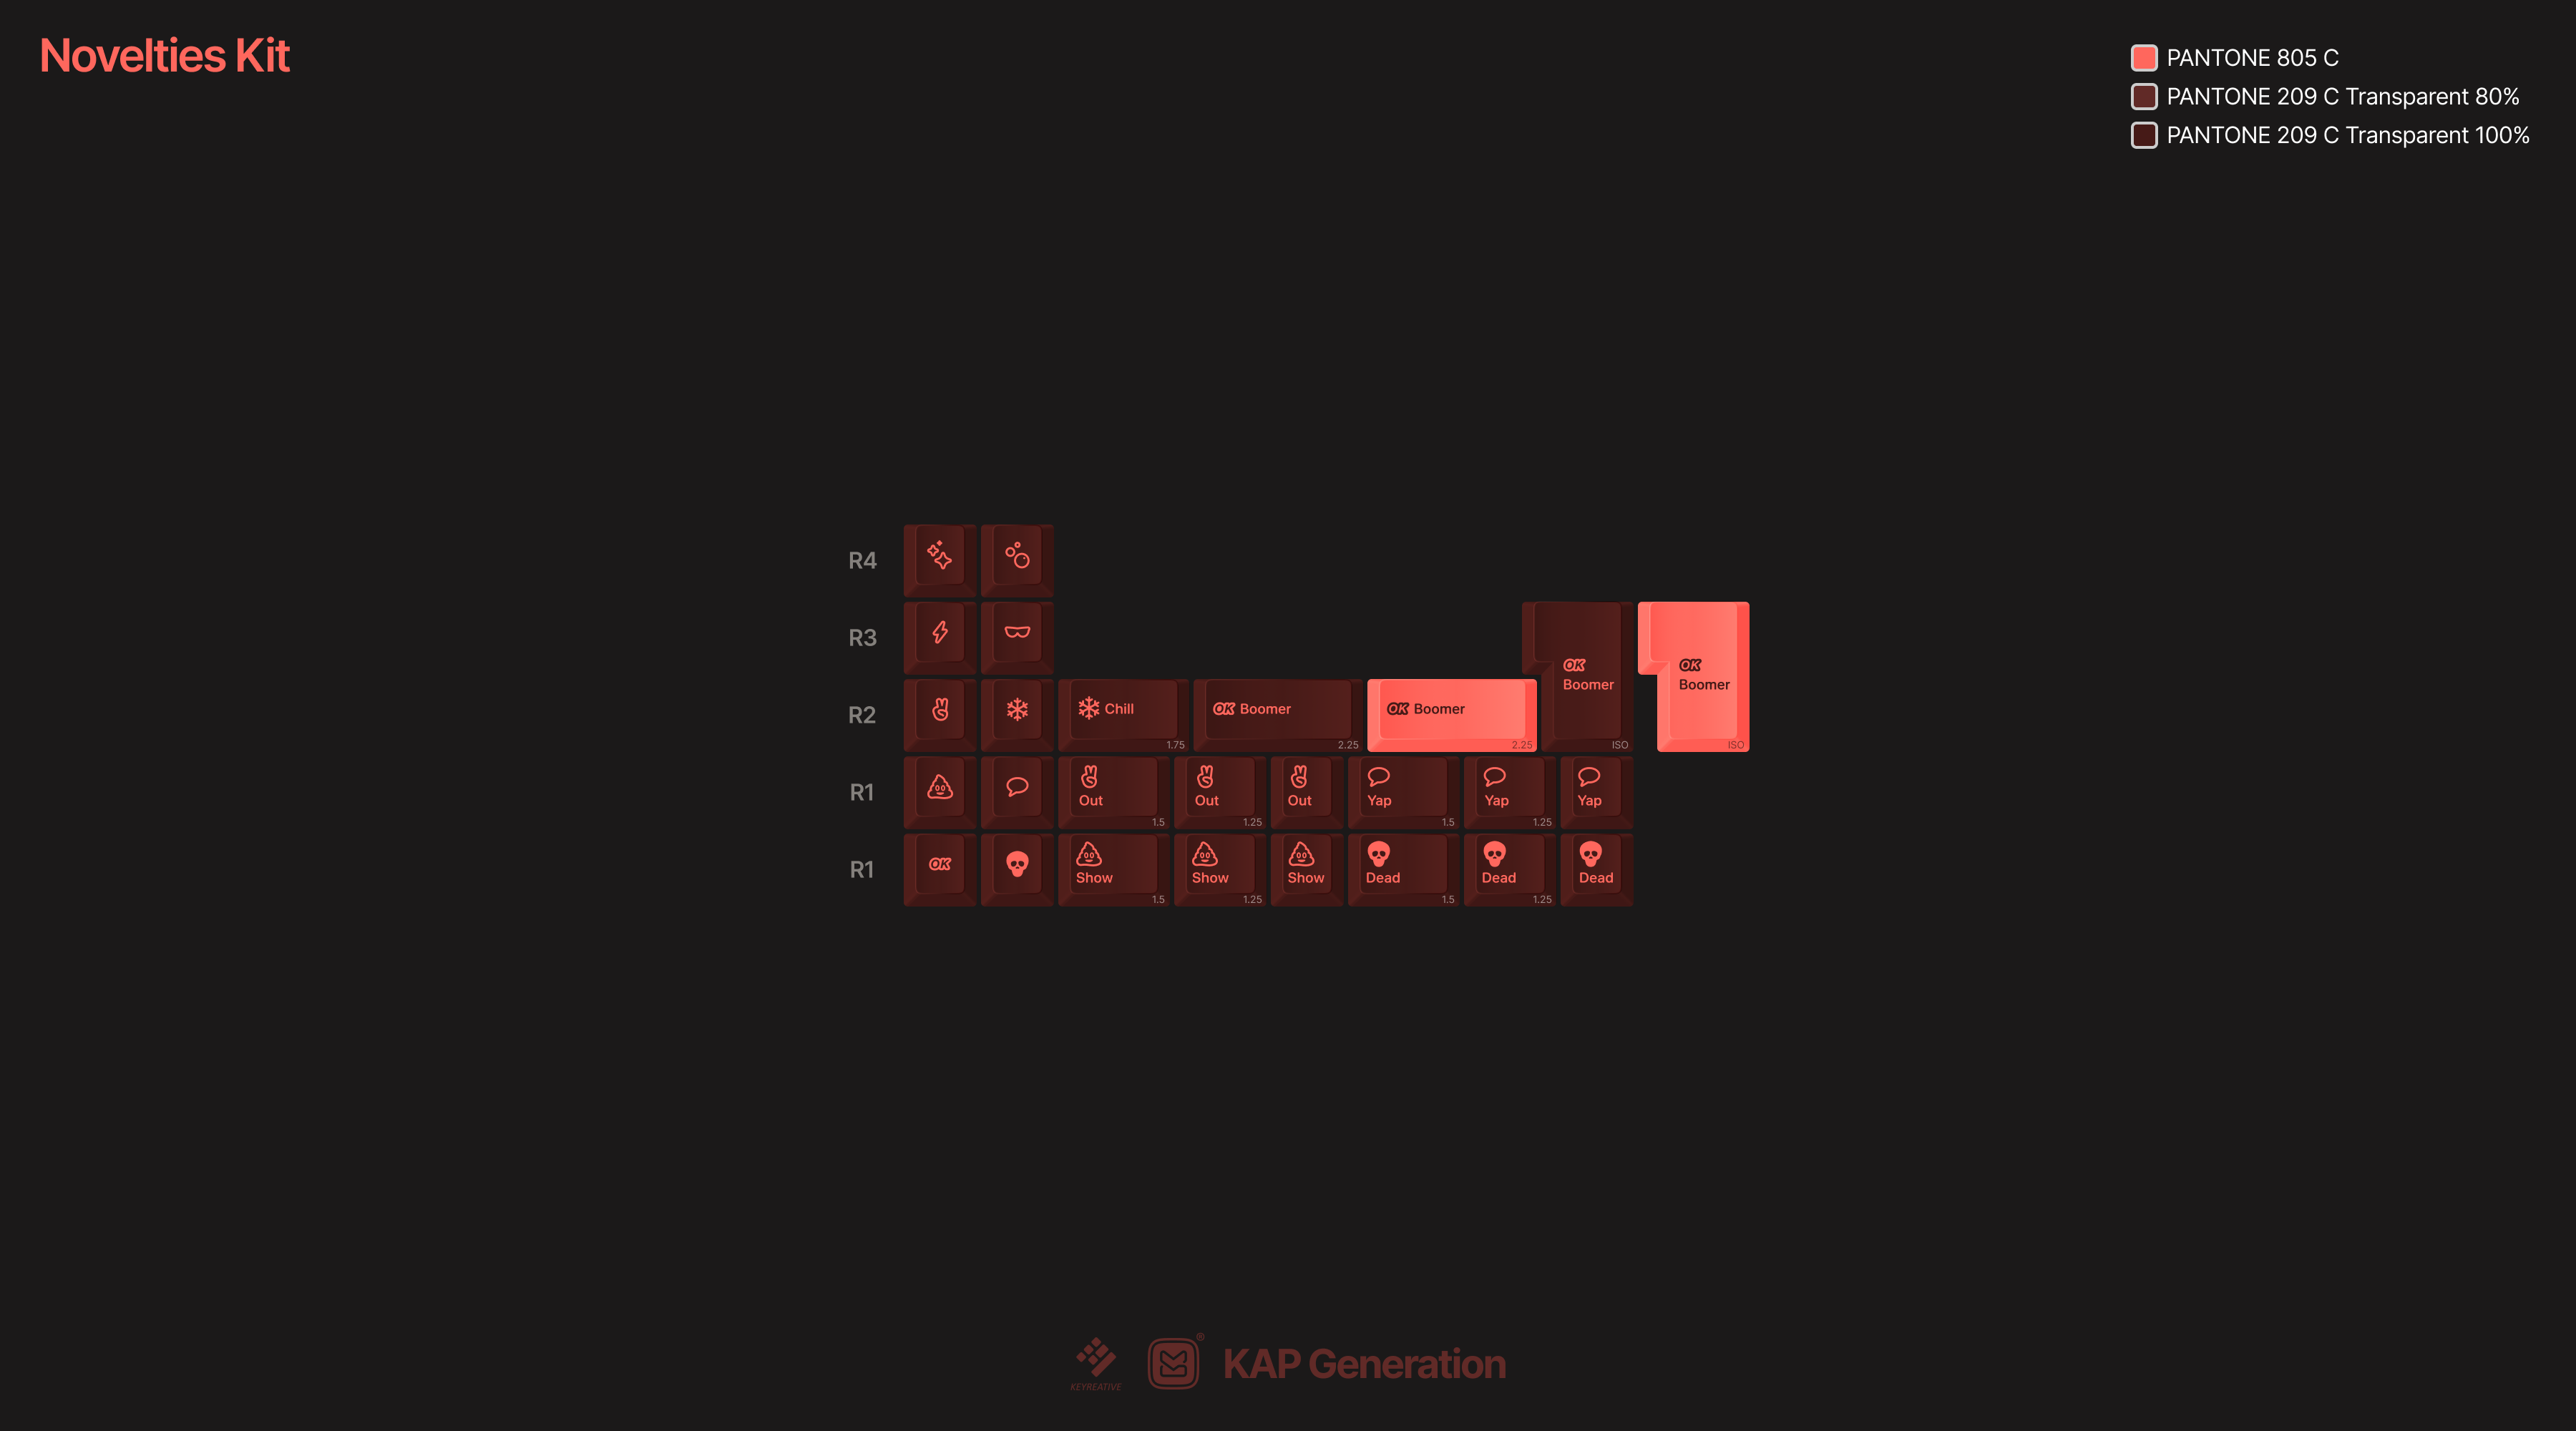 Novelties Kit
PANTONE 805 C
PANTONE 209 C Transparent 80%
PANTONE 209 C Transparent 100%
R4
R3
OK
Boomer
ISO
OK
Boomer
ISO
R2
Chill
1.75
OK Boomer
2.25
OK Boomer
2.25
R1
Out
1.5
Out
1.25
Out
Yap
1.5
Yap
1.25
Yap
R1
OK
Show
1.5
Show
1.25
Show
Dead
1.5
Dead
1.25
Dead
KEYREATIVE
®
KAP Generation